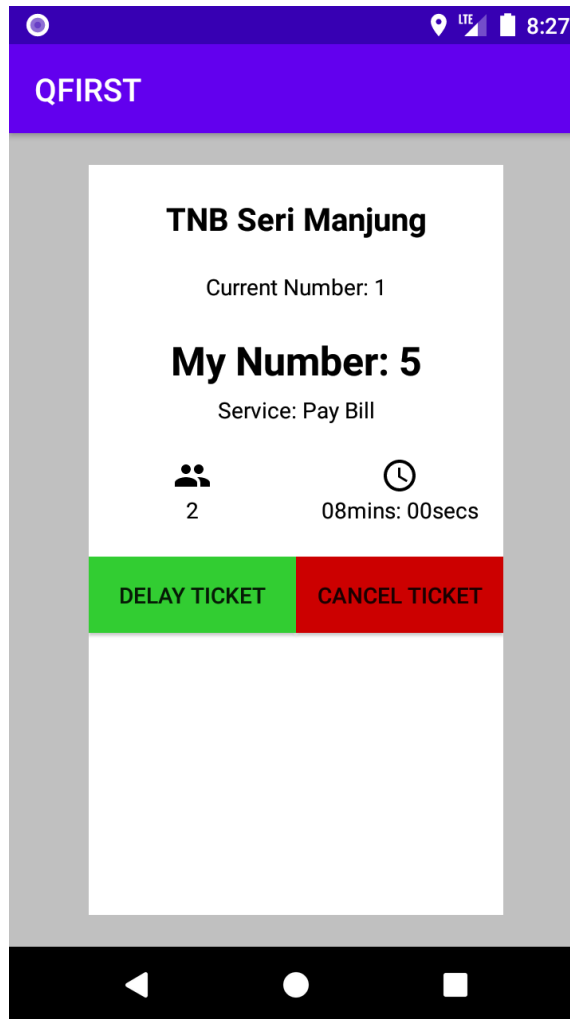 LTE 8:27
QFIRST
TNB Seri Manjung
Current Number: 1
My Number: 5
Service: Pay Bill
2 08mins: 00secs
DELAY TICKET CANCEL TICKET